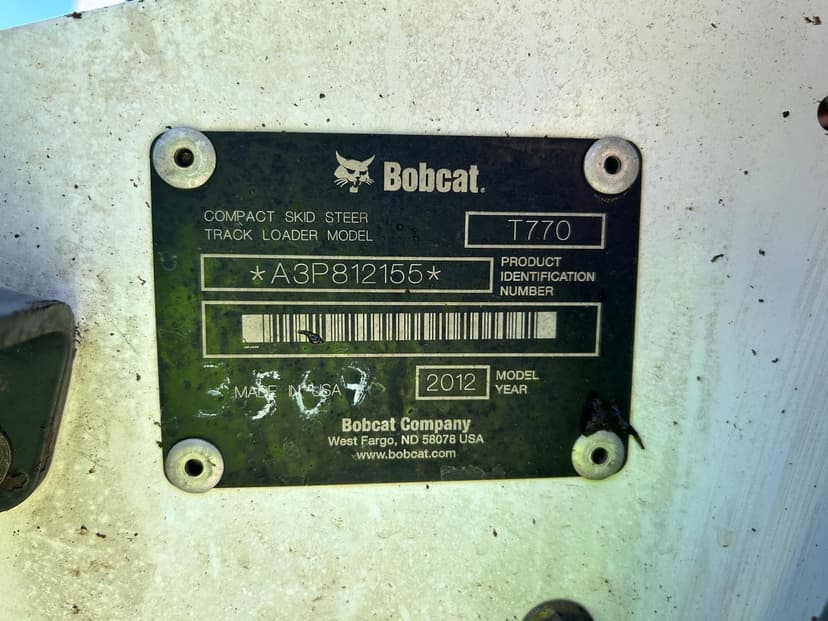 Bobcat.
COMPACT SKID STEER
TRACK LOADER MODEL
T770
*A3P812155*
PRODUCT
IDENTIFICATION
NUMBER
MADE IN USA
2012
MODEL
YEAR
Bobcat Company
West Fargo, ND 58078 USA
www.bobcat.com